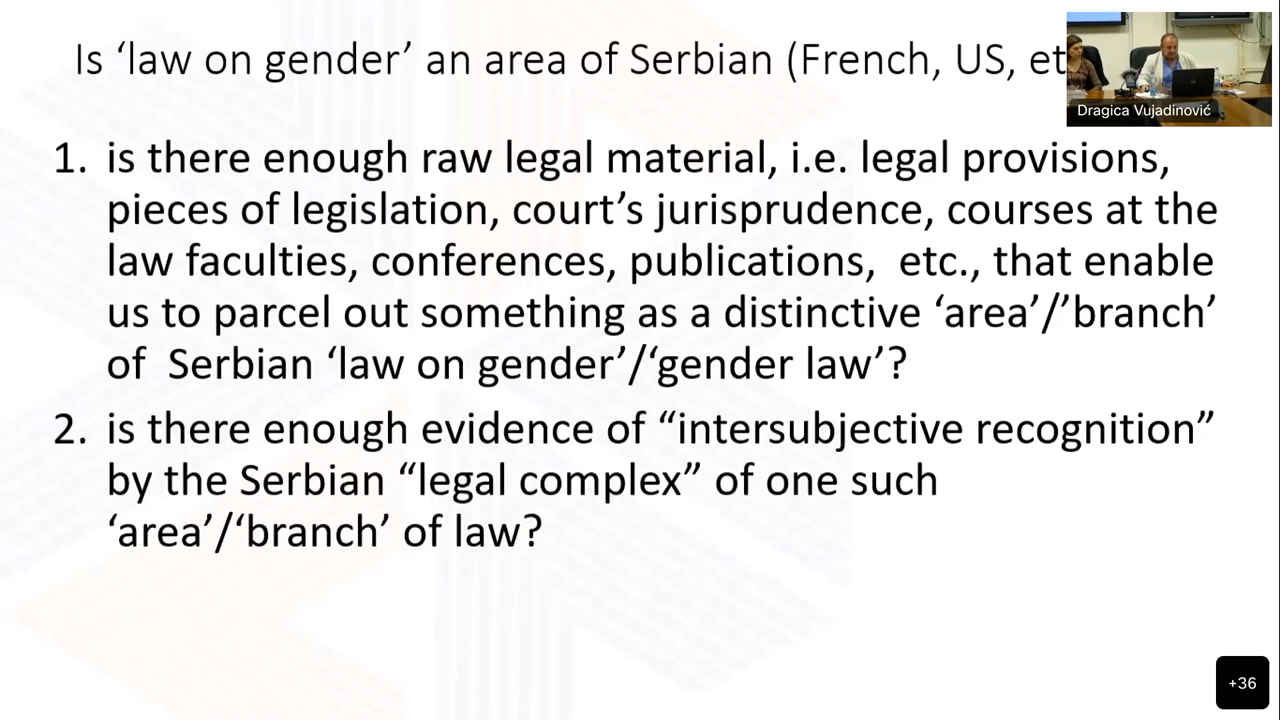 Is ‘law on gender’ an area of Serbian (French, US, et
Dragica Vujadinović
1. is there enough raw legal material, i.e. legal provisions,
pieces of legislation, court’s jurisprudence, courses at the
law faculties, conferences, publications,  etc., that enable
us to parcel out something as a distinctive ‘area’/’branch’
of  Serbian ‘law on gender’/‘gender law’?
2. is there enough evidence of “intersubjective recognition”
by the Serbian “legal complex” of one such
‘area’/‘branch’ of law?
+36